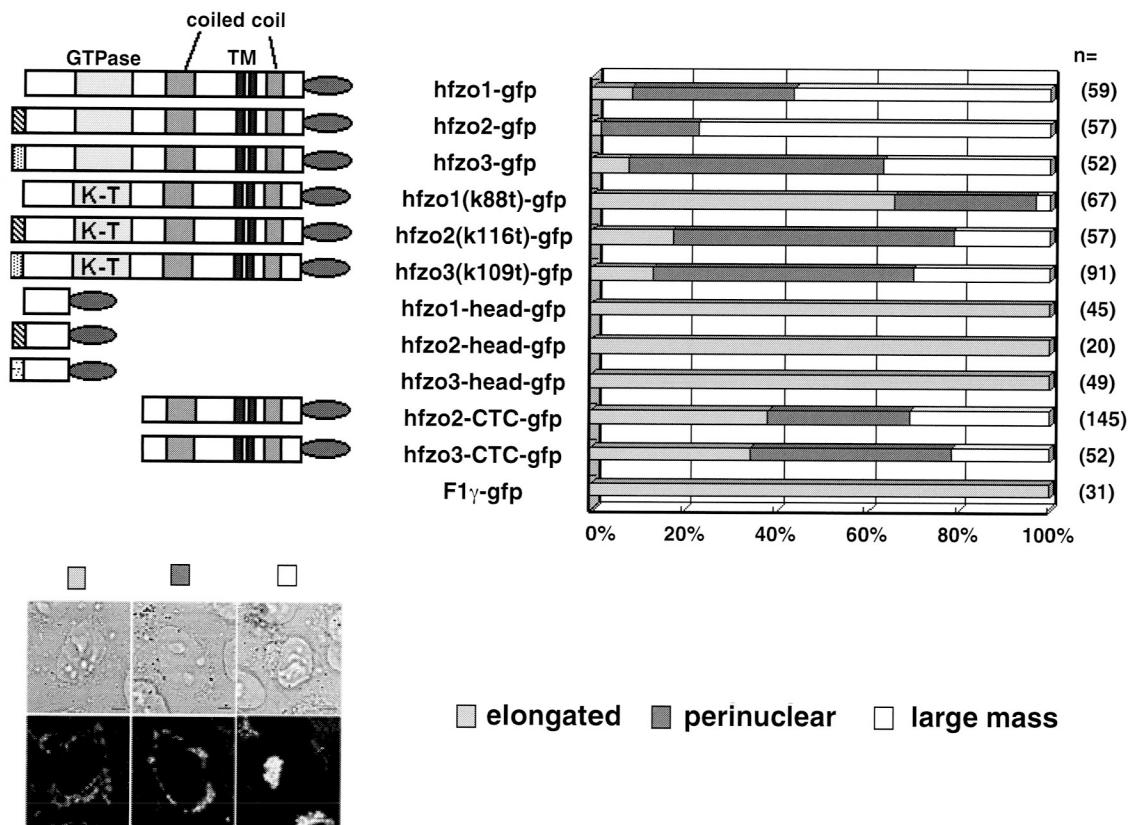 coiled coil
GTPase TM
n=
hfzo1-gfp (59)
hfzo2-gfp (57)
hfzo3-gfp (52)
K-T hfzo1(k88t)-gfp (67)
K-T hfzo2(k116t)-gfp (57)
K-T hfzo3(k109t)-gfp (91)
hfzo1-head-gfp (45)
hfzo2-head-gfp (20)
hfzo3-head-gfp (49)
hfzo2-CTC-gfp (145)
hfzo3-CTC-gfp (52)
F1γ-gfp (31)
0% 20% 40% 60% 80% 100%
elongated perinuclear large mass